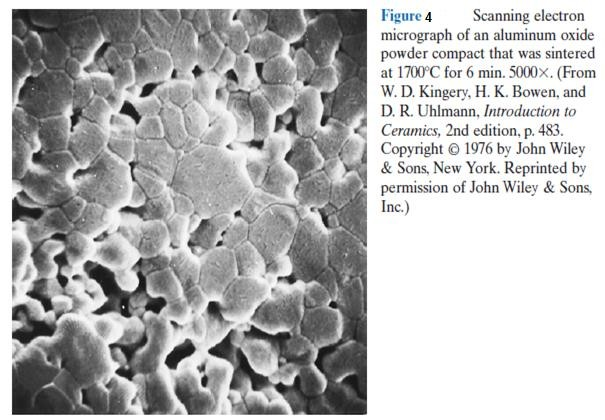 Figure 4 Scanning electron
micrograph of an aluminum oxide
powder compact that was sintered
at 1700°C for 6 min. 5000×. (From
W. D. Kingery, H. K. Bowen, and
D. R. Uhlmann, Introduction to
Ceramics, 2nd edition, p. 483.
Copyright © 1976 by John Wiley
& Sons, New York. Reprinted by
permission of John Wiley & Sons,
Inc.)